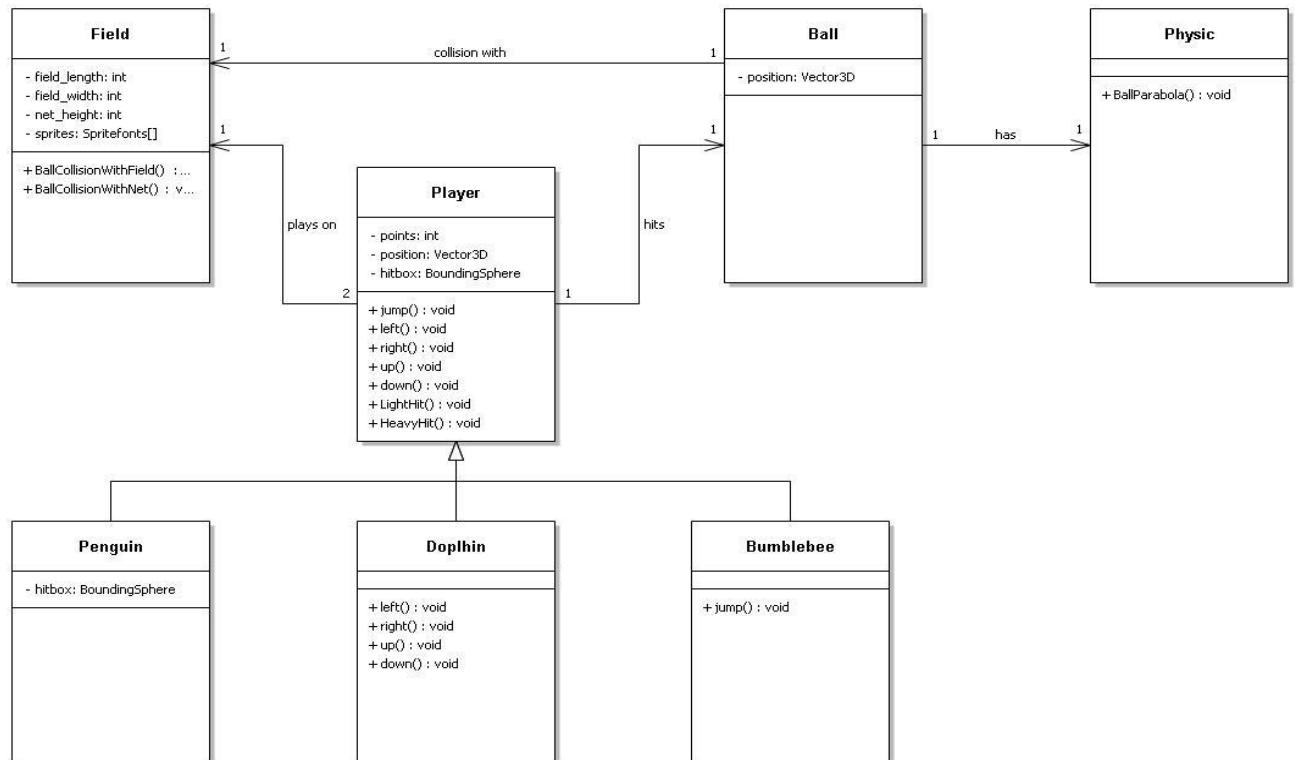 Field
- field_length: int
- field_width: int
- net_height: int
- sprites: Spritefonts[]
+ BallCollisionWithField() :...
+ BallCollisionWithNet() : v...
1
collision with
1
Ball
- position: Vector3D
Physic
+ BallParabola() : void
1
has
1
1
plays on
2
Player
- points: int
- position: Vector3D
- hitbox: BoundingSphere
+ jump() : void
+ left() : void
+ right() : void
+ up() : void
+ down() : void
+ LightHit() : void
+ HeavyHit() : void
1
hits
1
Penguin
- hitbox: BoundingSphere
Doplhin
+ left() : void
+ right() : void
+ up() : void
+ down() : void
Bumblebee
+ jump() : void